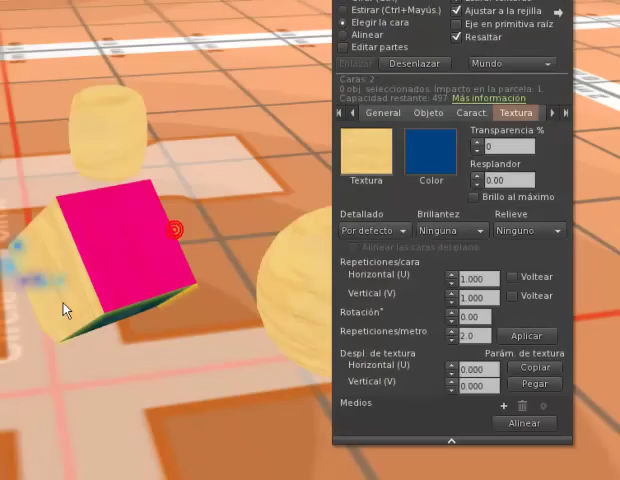 Estirar (Ctrl+Mayús.)
Ajustar a la rejilla
Elegir la cara
Eje en primitiva raíz
Alinear
Resaltar
Editar partes
Enlazar
Desenlazar
Mundo
Caras: 2
0 obj. seleccionados. Impacto en la parcela: 1.
Capacidad restante: 497. Más información
General
Objeto
Caract.
Textura
Transparencia %
0
Resplandor
0.00
Textura
Color
Brillo al máximo
Detallado
Brillantez
Relieve
Por defecto
Ninguna
Ninguno
Alinear las caras del plano
Repeticiones/cara
Horizontal (U)
1.000
Voltear
Vertical (V)
1.000
Voltear
Rotación°
0.00
Repeticiones/metro
2.0
Aplicar
Despl. de textura
Parám. de textura
Horizontal (U)
0.000
Copiar
Vertical (V)
0.000
Pegar
Medios
Alinear